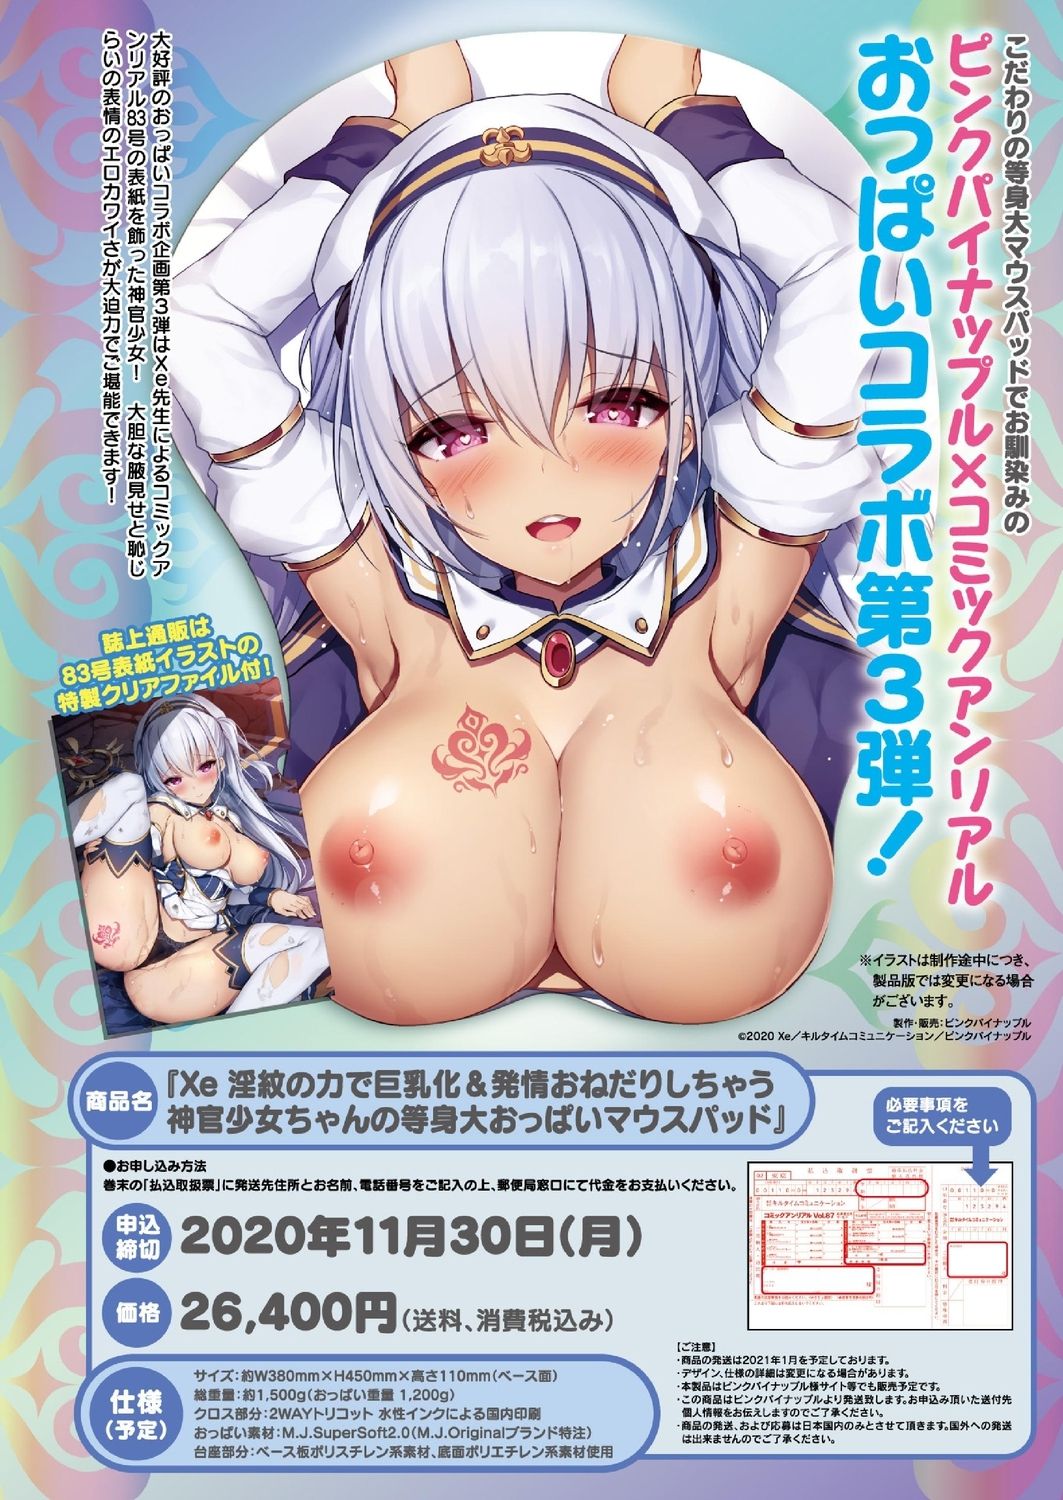 こだわりの等身大マウスパッドでお馴染みの
ピンクパイナップル×コミックアンリアル
おっぱいコラボ第3弾！
大好評のおっぱいコラボ企画第3弾はXe先生によるコミックア
ンリアル83号の表紙を飾った神官少女！　大胆な腋見せと恥じ
らいの表情のエロカワイさが大迫力でご堪能できます！
誌上通販は
83号表紙イラストの
特製クリアファイル付！
※イラストは制作途中につき、
製品版では変更になる場合
がございます。
製作・販売：ピンクパイナップル
©2020 Xe／キルタイムコミュニケーション／ピンクパイナップル
商品名
『Xe 淫紋の力で巨乳化＆発情おねだりしちゃう
神官少女ちゃんの等身大おっぱいマウスパッド』
必要事項を
ご記入ください
●お申し込み方法
巻末の「払込取扱票」に発送先住所とお名前、電話番号をご記入の上、郵便局窓口にて代金をお支払いください。
申込
締切
2020年11月30日（月）
価格
26,400円（送料、消費税込み）
仕様
（予定）
サイズ：約W380mm×H450mm×高さ110mm（ベース面）
総重量：約1,500g（おっぱい重量 1,200g）
クロス部分：2WAYトリコット 水性インクによる国内印刷
おっぱい素材：M.J.SuperSoft2.0（M.J.Originalブランド特注）
台座部分：ベース板ポリスチレン系素材、底面ポリエチレン系素材使用
払込取扱票
キルタイムコミュニケーション
コミックアンリアル Vol.87
【ご注意】
・商品の発送は2021年1月を予定しております。
・デザイン、仕様の詳細は変更になる場合があります。
・本製品はピンクパイナップル様サイト等でも販売予定です。
・この商品はピンクパイナップルより発送致します。お申込み頂いた送付先
個人情報をお伝えしますのでご了承ください。
・商品の発送、および応募は日本国内のみとさせて頂きます。国外への発送
は出来ませんのでご了承ください。